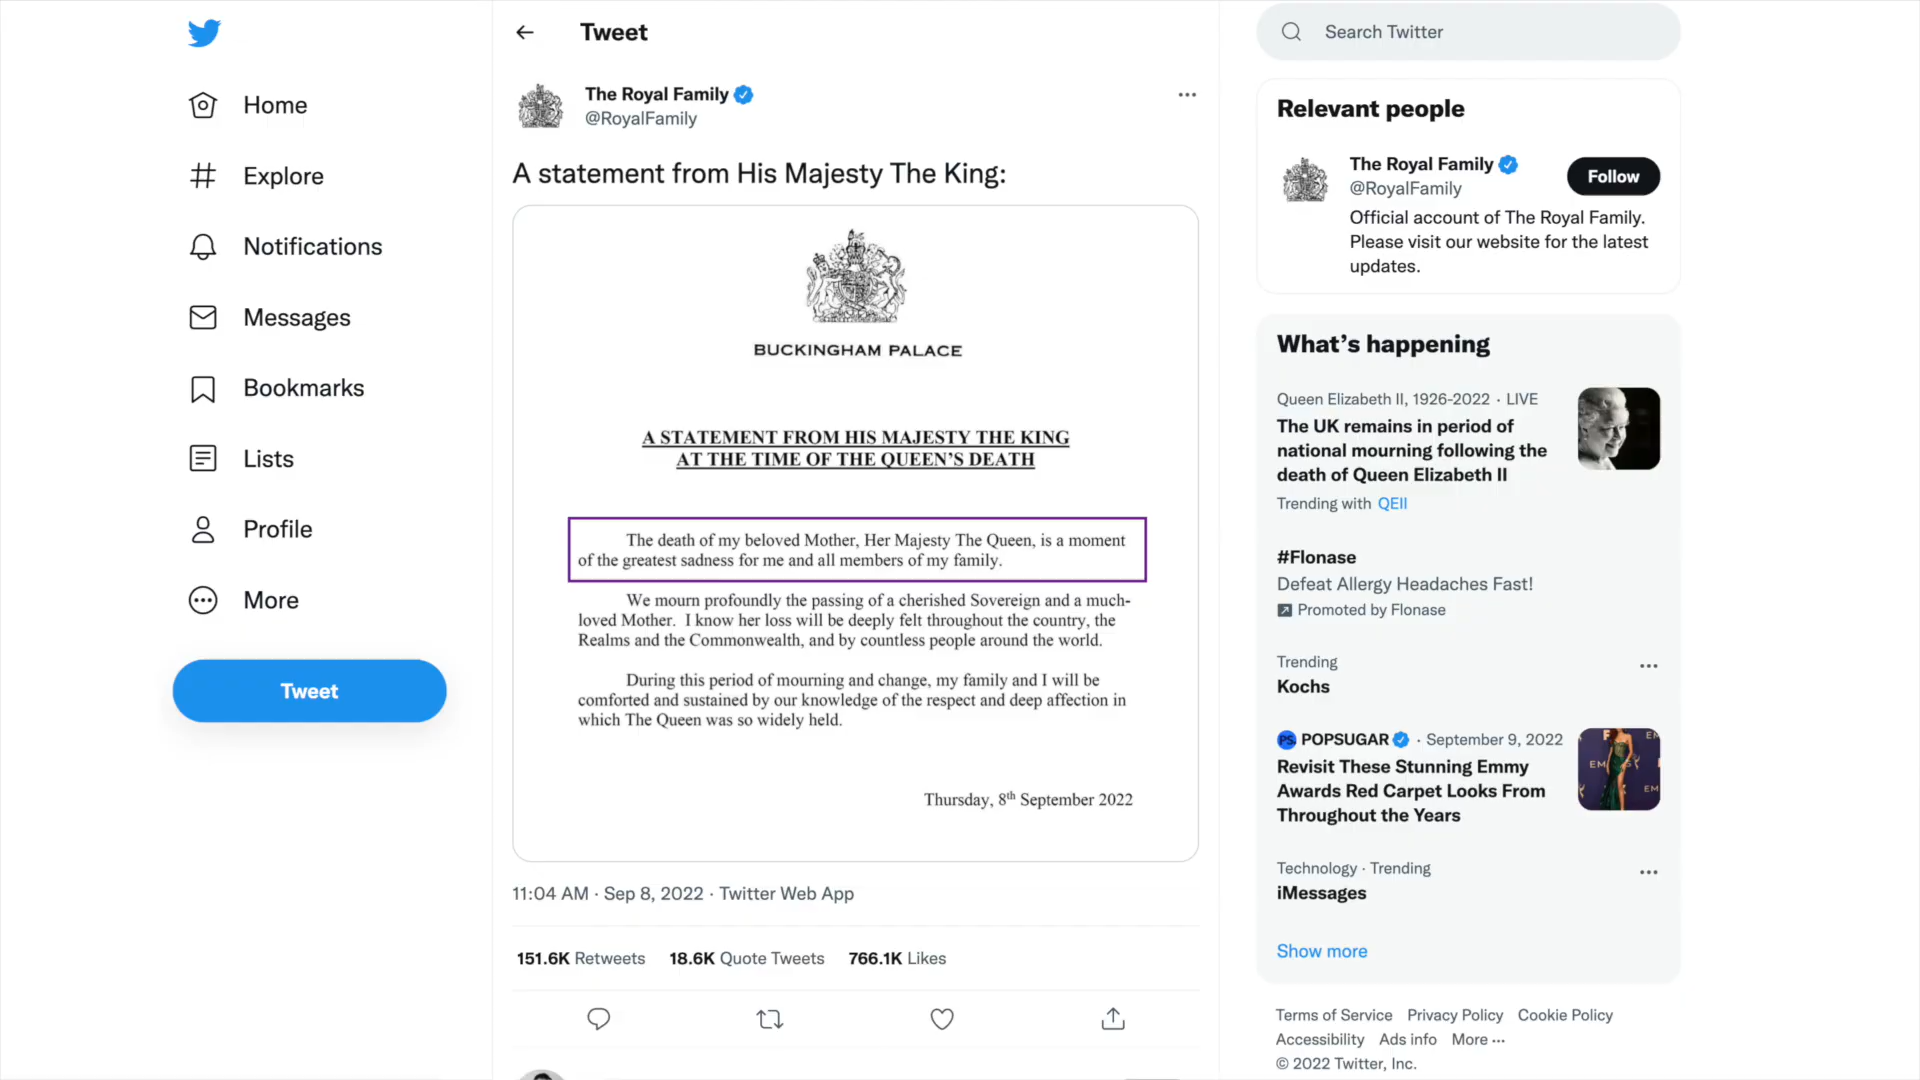 Home
Explore
Notifications
Messages
Bookmarks
Lists
Profile
More
Tweet
Tweet
The Royal Family
@RoyalFamily
A statement from His Majesty The King:
BUCKINGHAM PALACE
A STATEMENT FROM HIS MAJESTY THE KING
AT THE TIME OF THE QUEEN'S DEATH
The death of my beloved Mother, Her Majesty The Queen, is a moment
of the greatest sadness for me and all members of my family.
We mourn profoundly the passing of a cherished Sovereign and a much-
loved Mother. I know her loss will be deeply felt throughout the country, the
Realms and the Commonwealth, and by countless people around the world.
During this period of mourning and change, my family and I will be
comforted and sustained by our knowledge of the respect and deep affection in
which The Queen was so widely held.
Thursday, 8th September 2022
11:04 AM · Sep 8, 2022 · Twitter Web App
151.6K Retweets 18.6K Quote Tweets 766.1K Likes
Search Twitter
Relevant people
The Royal Family
@RoyalFamily
Follow
Official account of The Royal Family.
Please visit our website for the latest
updates.
What's happening
Queen Elizabeth II, 1926-2022 · LIVE
The UK remains in period of
national mourning following the
death of Queen Elizabeth II
Trending with QEII
#Flonase
Defeat Allergy Headaches Fast!
Promoted by Flonase
Trending
Kochs
PS POPSUGAR · September 9, 2022
Revisit These Stunning Emmy
Awards Red Carpet Looks From
Throughout the Years
EM
EM
EM
Technology · Trending
iMessages
Show more
Terms of Service Privacy Policy Cookie Policy
Accessibility Ads info More ···
© 2022 Twitter, Inc.